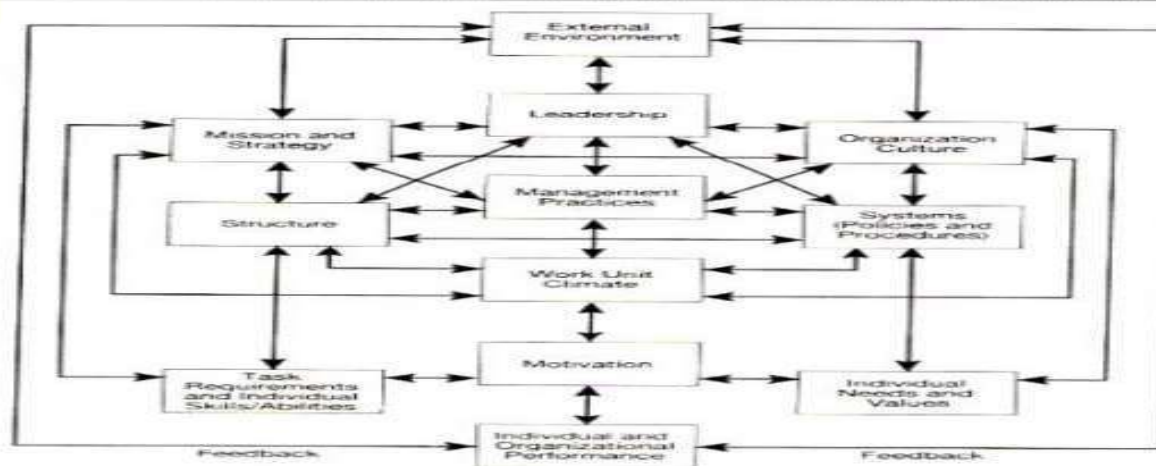 External
Environment
Leadership
Mission and
Strategy
Organization
Culture
Management
Practices
Structure
Systems
(Policies and
Procedures)
Work Unit
Climate
Motivation
Task
Requirements
and Individual
Skills/Abilities
Individual
Needs and
Values
Individual and
Organizational
Performance
Feedback
Feedback